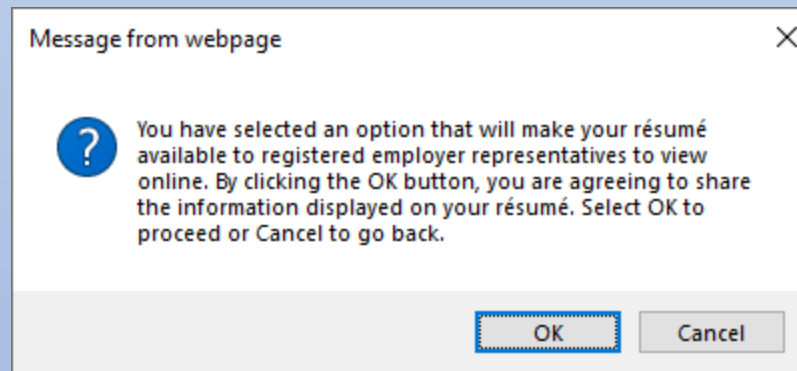 Message from webpage
You have selected an option that will make your résumé
available to registered employer representatives to view
online. By clicking the OK button, you are agreeing to share
the information displayed on your résumé. Select OK to
proceed or Cancel to go back.
OK
Cancel